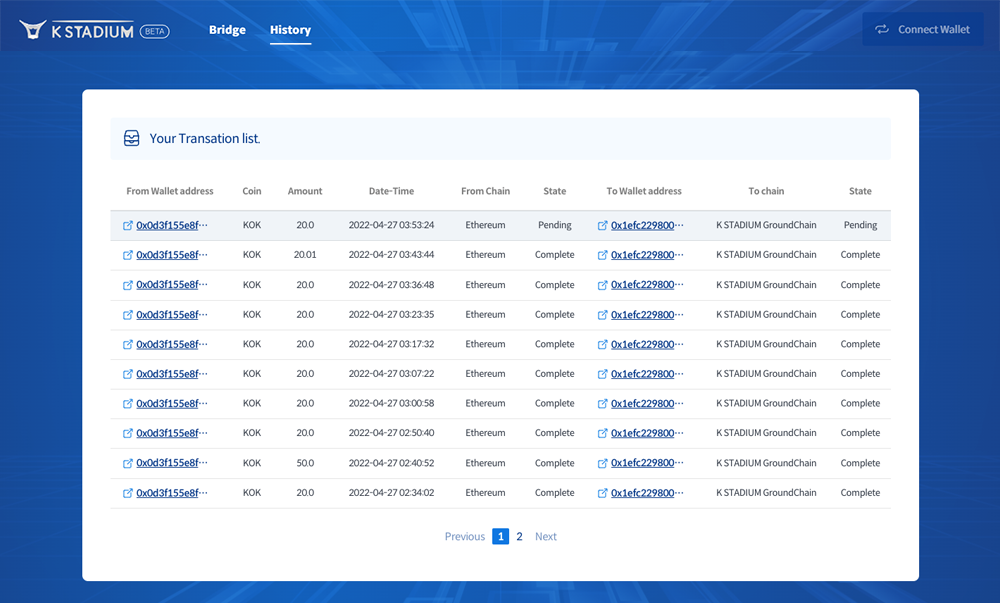 K STADIUM BETA Bridge History Connect Wallet
Your Transation list.
From Wallet address Coin Amount Date-Time From Chain State To Wallet address To chain State
0x0d3f155e8f··· KOK 20.0 2022-04-27 03:53:24 Ethereum Pending 0x1efc229800··· K STADIUM GroundChain Pending
0x0d3f155e8f··· KOK 20.01 2022-04-27 03:43:44 Ethereum Complete 0x1efc229800··· K STADIUM GroundChain Complete
0x0d3f155e8f··· KOK 20.0 2022-04-27 03:36:48 Ethereum Complete 0x1efc229800··· K STADIUM GroundChain Complete
0x0d3f155e8f··· KOK 20.0 2022-04-27 03:23:35 Ethereum Complete 0x1efc229800··· K STADIUM GroundChain Complete
0x0d3f155e8f··· KOK 20.0 2022-04-27 03:17:32 Ethereum Complete 0x1efc229800··· K STADIUM GroundChain Complete
0x0d3f155e8f··· KOK 20.0 2022-04-27 03:07:22 Ethereum Complete 0x1efc229800··· K STADIUM GroundChain Complete
0x0d3f155e8f··· KOK 20.0 2022-04-27 03:00:58 Ethereum Complete 0x1efc229800··· K STADIUM GroundChain Complete
0x0d3f155e8f··· KOK 20.0 2022-04-27 02:50:40 Ethereum Complete 0x1efc229800··· K STADIUM GroundChain Complete
0x0d3f155e8f··· KOK 50.0 2022-04-27 02:40:52 Ethereum Complete 0x1efc229800··· K STADIUM GroundChain Complete
0x0d3f155e8f··· KOK 20.0 2022-04-27 02:34:02 Ethereum Complete 0x1efc229800··· K STADIUM GroundChain Complete
Previous 1 2 Next